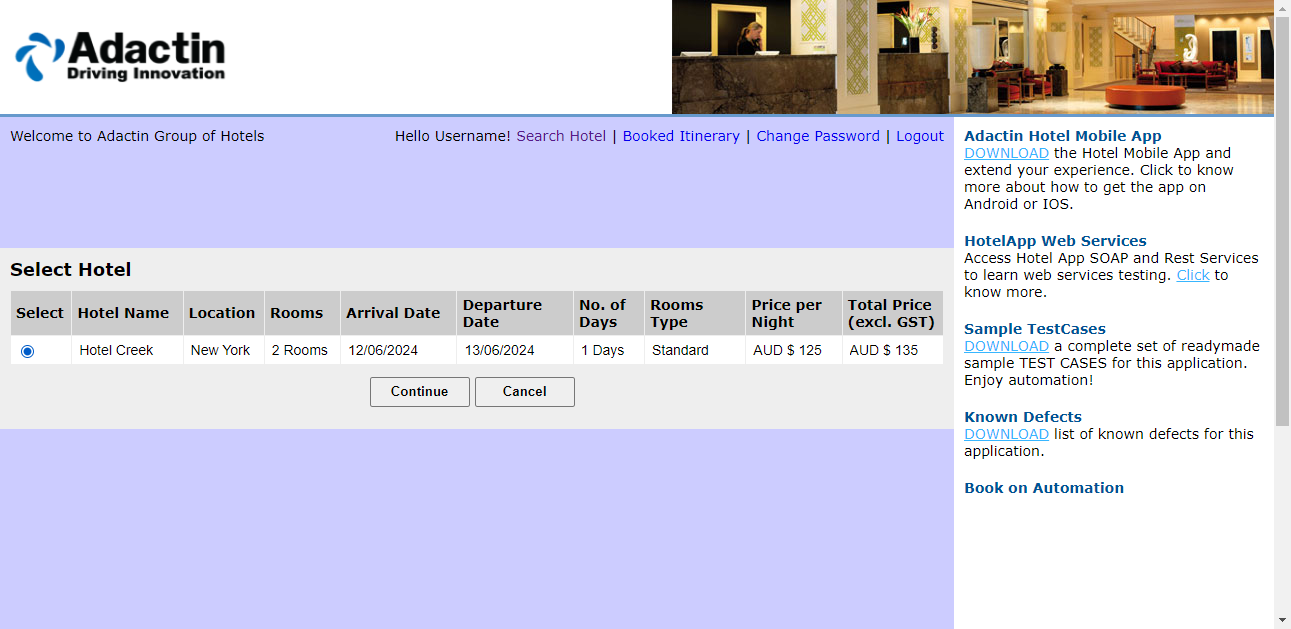 Adactin
Driving Innovation
Welcome to Adactin Group of Hotels
Hello Username! Search Hotel | Booked Itinerary | Change Password | Logout
Select Hotel
Select Hotel Name Location Rooms Arrival Date Departure Date No. of Days Rooms Type Price per Night Total Price (excl. GST)
Hotel Creek New York 2 Rooms 12/06/2024 13/06/2024 1 Days Standard AUD $ 125 AUD $ 135
Continue Cancel
Adactin Hotel Mobile App
DOWNLOAD the Hotel Mobile App and
extend your experience. Click to know
more about how to get the app on
Android or IOS.
HotelApp Web Services
Access Hotel App SOAP and Rest Services
to learn web services testing. Click to
know more.
Sample TestCases
DOWNLOAD a complete set of readymade
sample TEST CASES for this application.
Enjoy automation!
Known Defects
DOWNLOAD list of known defects for this
application.
Book on Automation